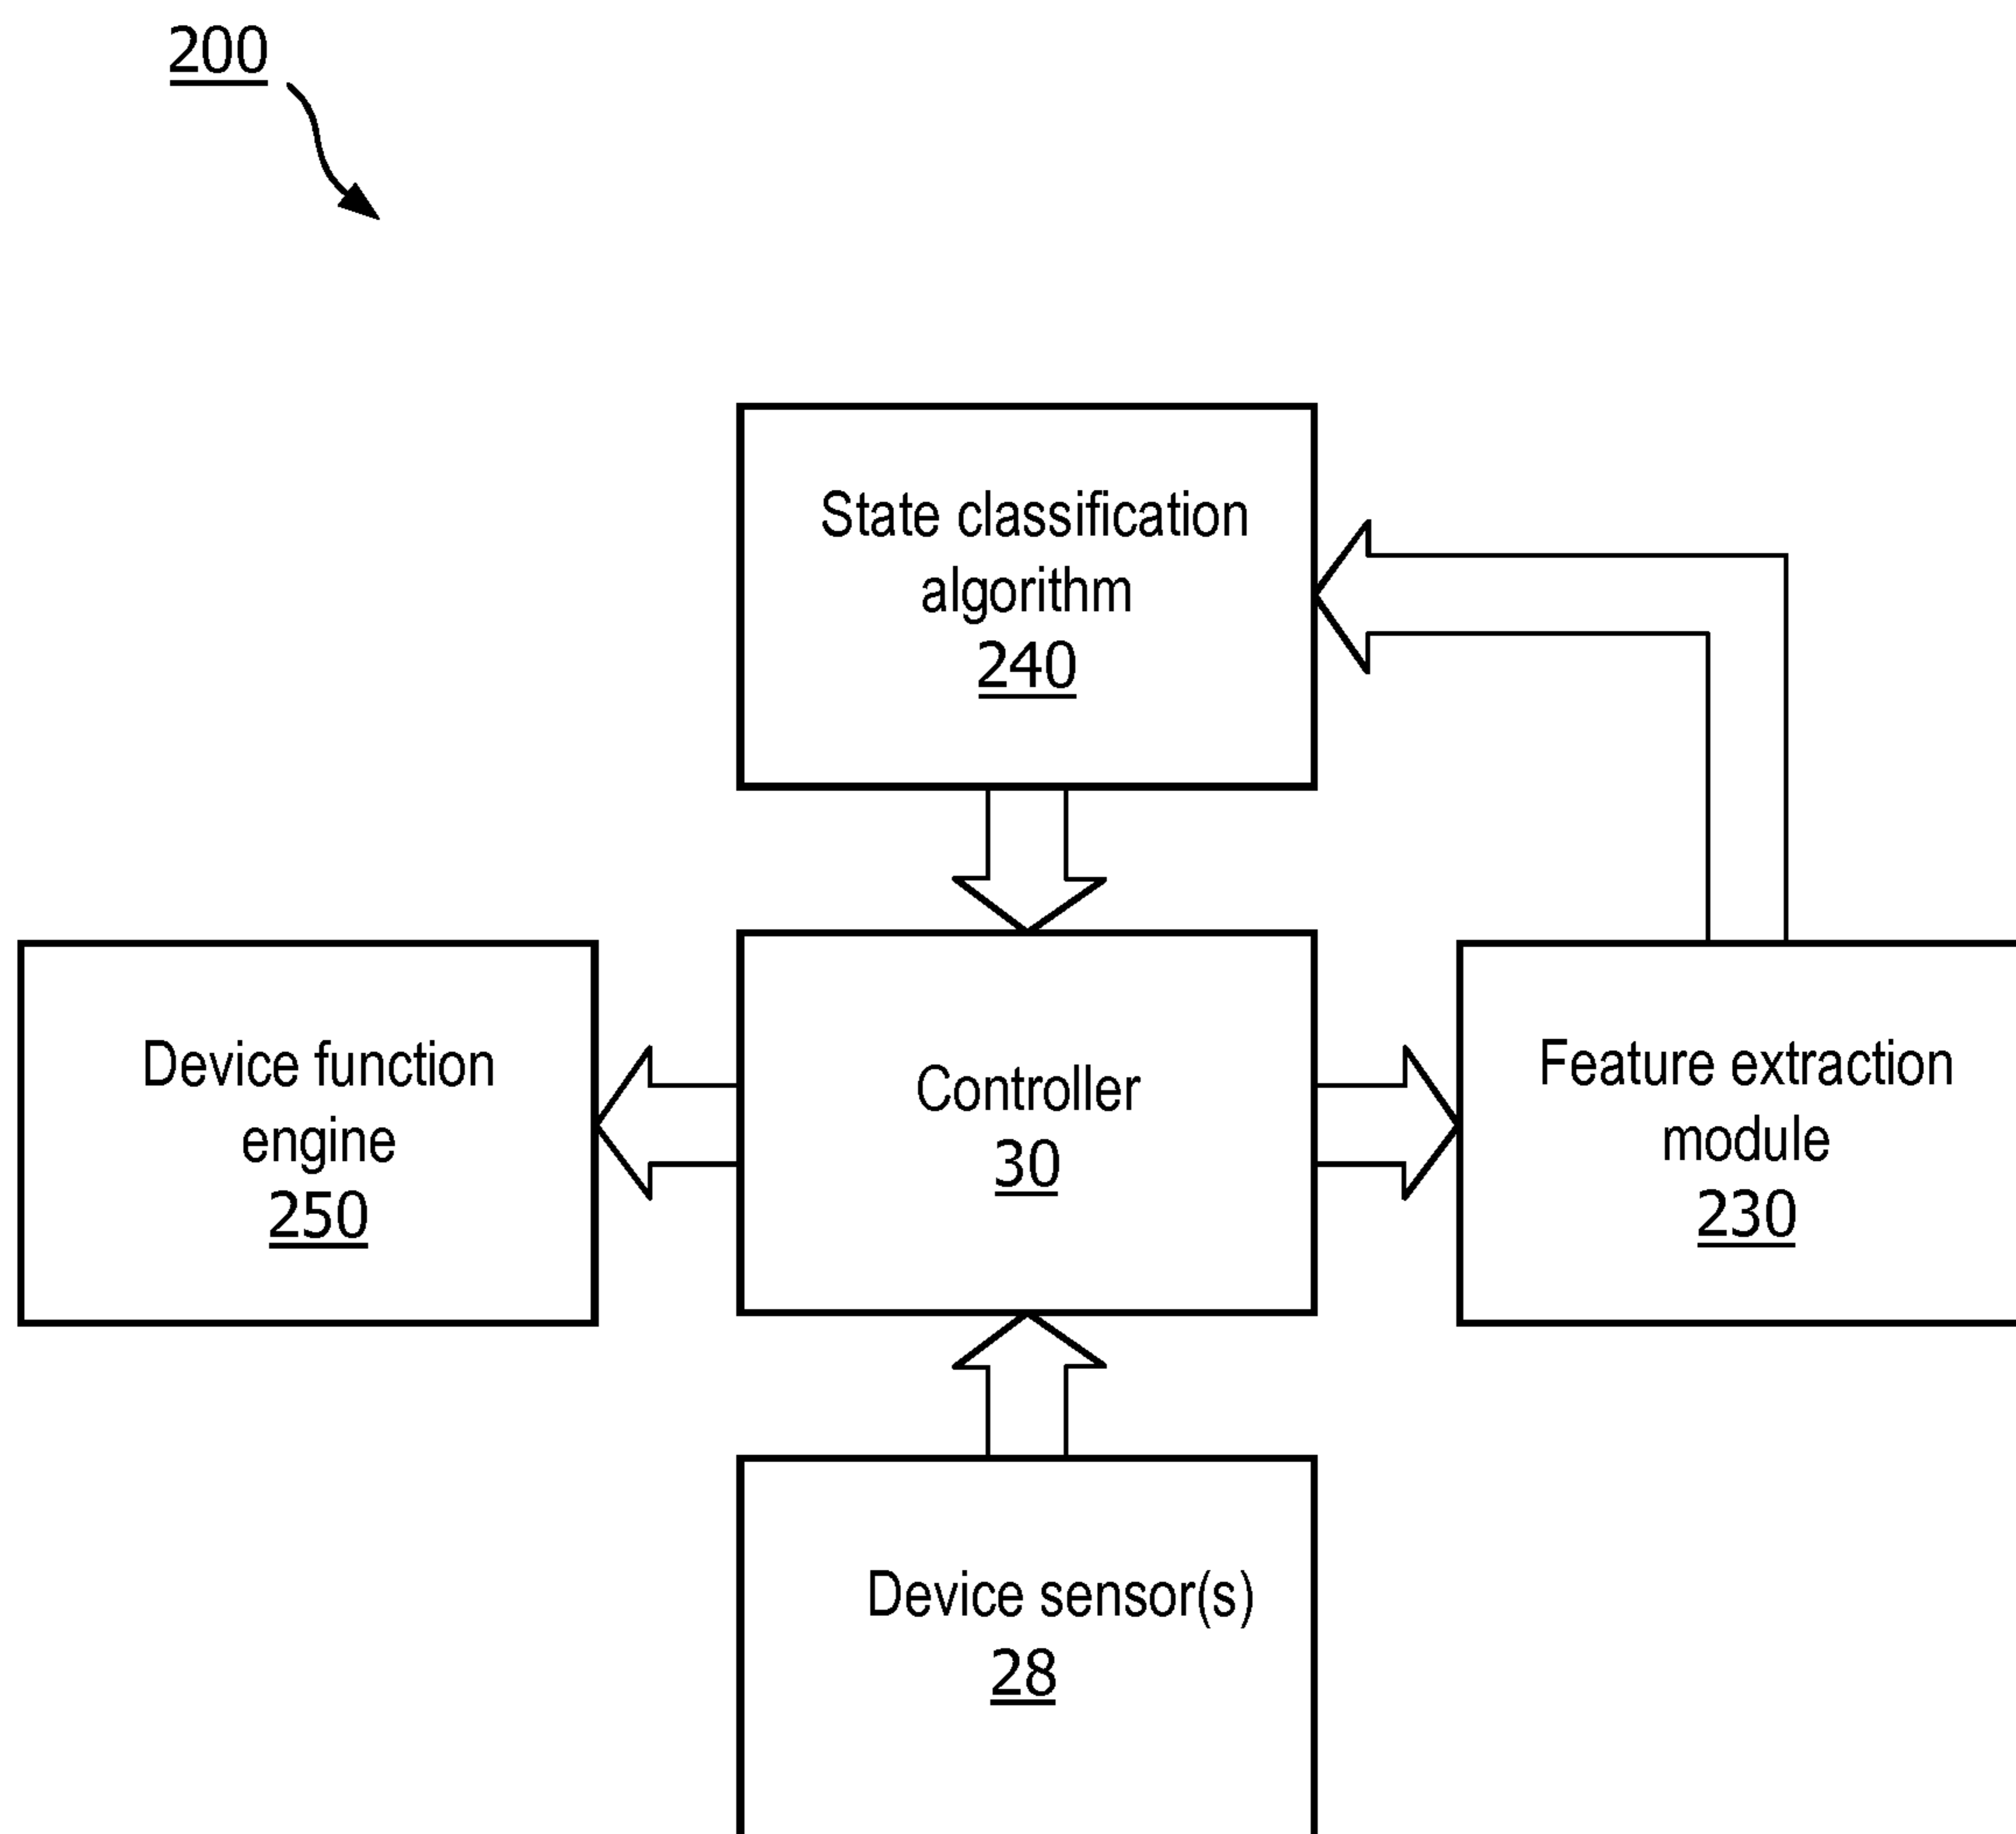 200
State classification
algorithm
240
Device function
engine
250
Controller
30
Feature extraction
module
230
Device sensor(s)
28